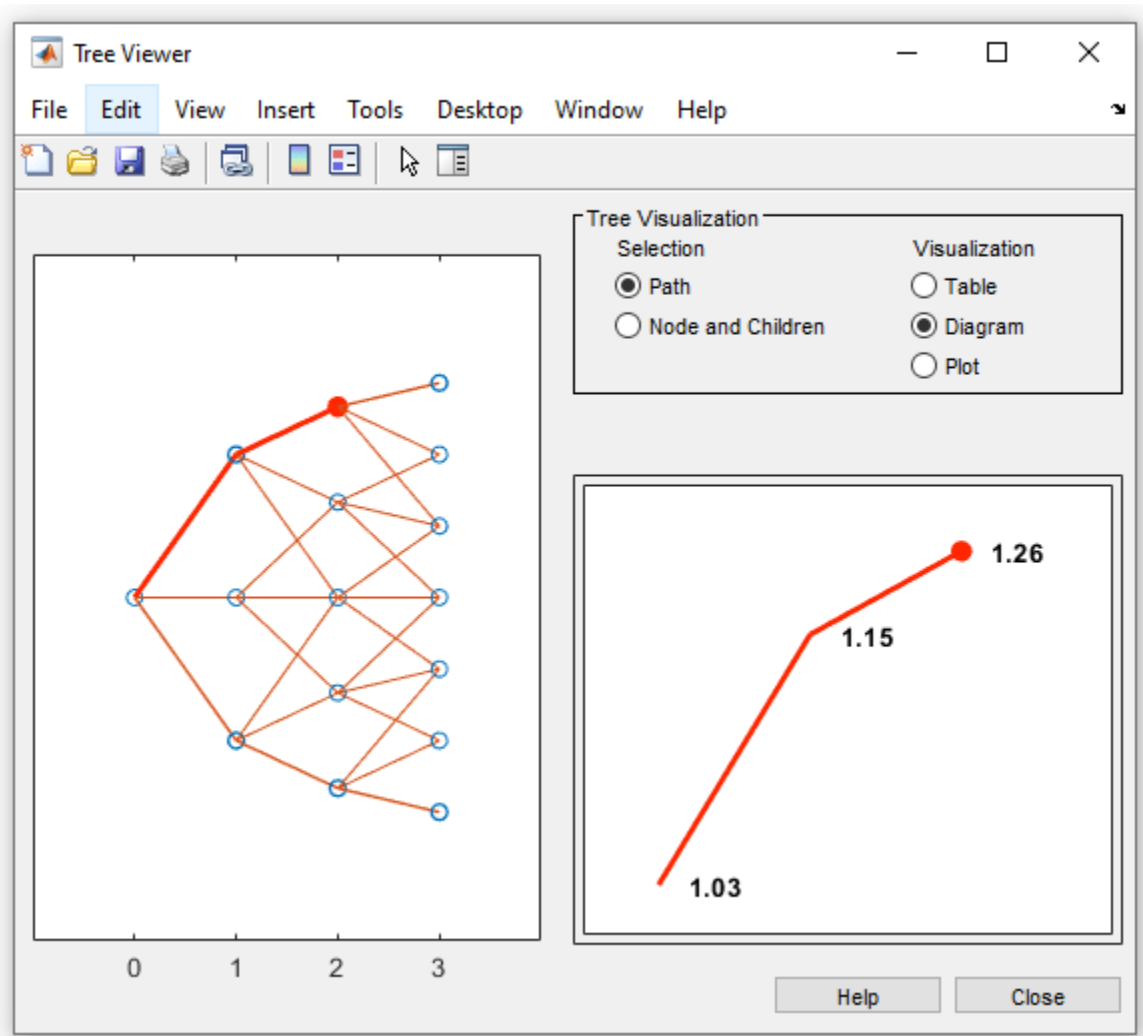 Tree Viewer
File Edit View Insert Tools Desktop Window Help
Tree Visualization
Selection Visualization
Path Table
Node and Children Diagram
Plot
1.26
1.15
1.03
0 1 2 3
Help Close